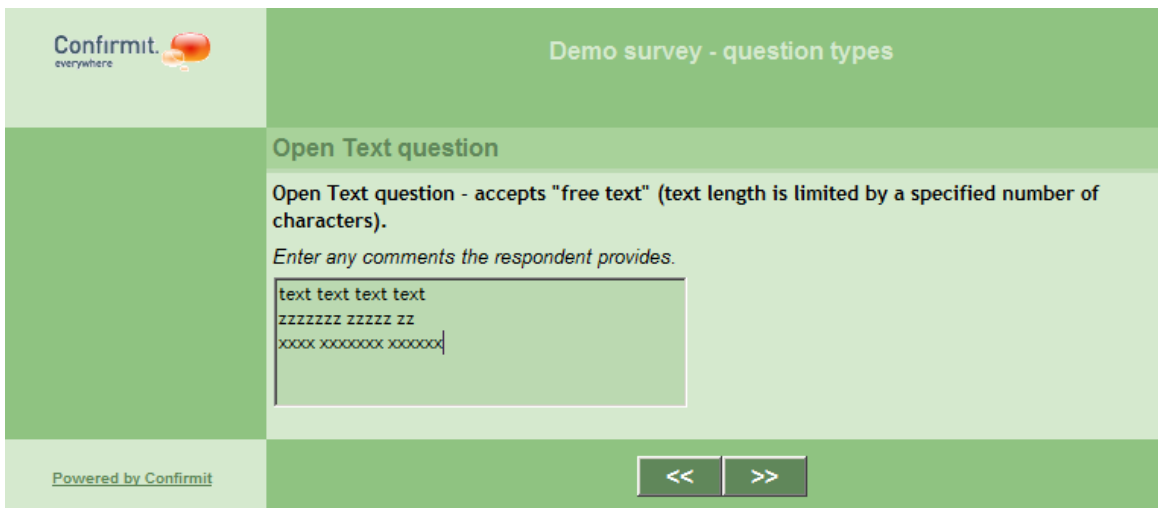 Confirmit.
everywhere
Demo survey - question types
Open Text question
Open Text question - accepts "free text" (text length is limited by a specified number of
characters).
Enter any comments the respondent provides.
text text text text
zzzzzzz zzzzz zz
xxxx xxxxxxx xxxxxx
Powered by Confirmit
<< >>